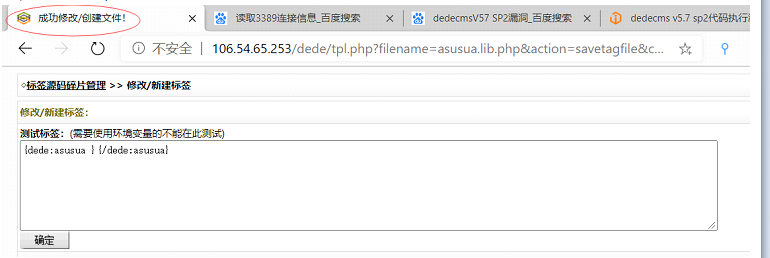 成功修改/创建文件!
读取3389连接信息_百度搜索
dedecmsV57 SP2漏洞_百度搜索
dedecms v5.7 sp2代码执行
不安全 | 106.54.65.253/dede/tpl.php?filename=asusua.lib.php&action=savetagfile&c...
◇标签源码碎片管理 >> 修改/新建标签
修改/新建标签:
测试标签: (需要使用环境变量的不能在此测试)
{dede:asusua } {/dede:asusua}
确定